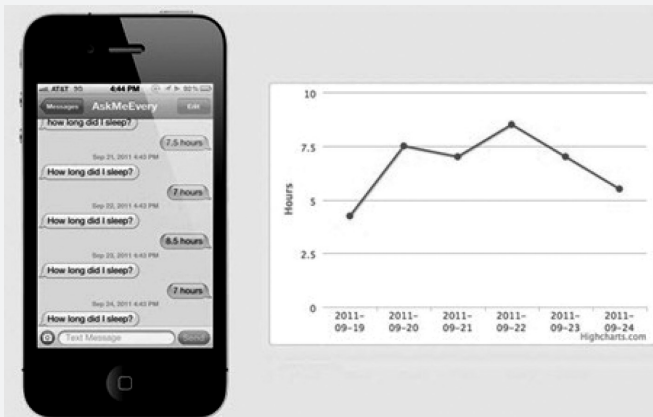 AT&T 3G 4:44 PM 92%
Messages AskMeEvery Edit
how long did I sleep?
7.5 hours
Sep 21, 2011 4:43 PM
How long did I sleep?
7 hours
Sep 22, 2011 4:43 PM
How long did I sleep?
8.5 hours
Sep 23, 2011 4:43 PM
How long did I sleep?
7 hours
Sep 24, 2011 4:43 PM
How long did I sleep?
Text Message Send
10
7.5
5
2.5
0
Hours
2011-
09-19
2011-
09-20
2011-
09-21
2011-
09-22
2011-
09-23
2011-
09-24
Highcharts.com